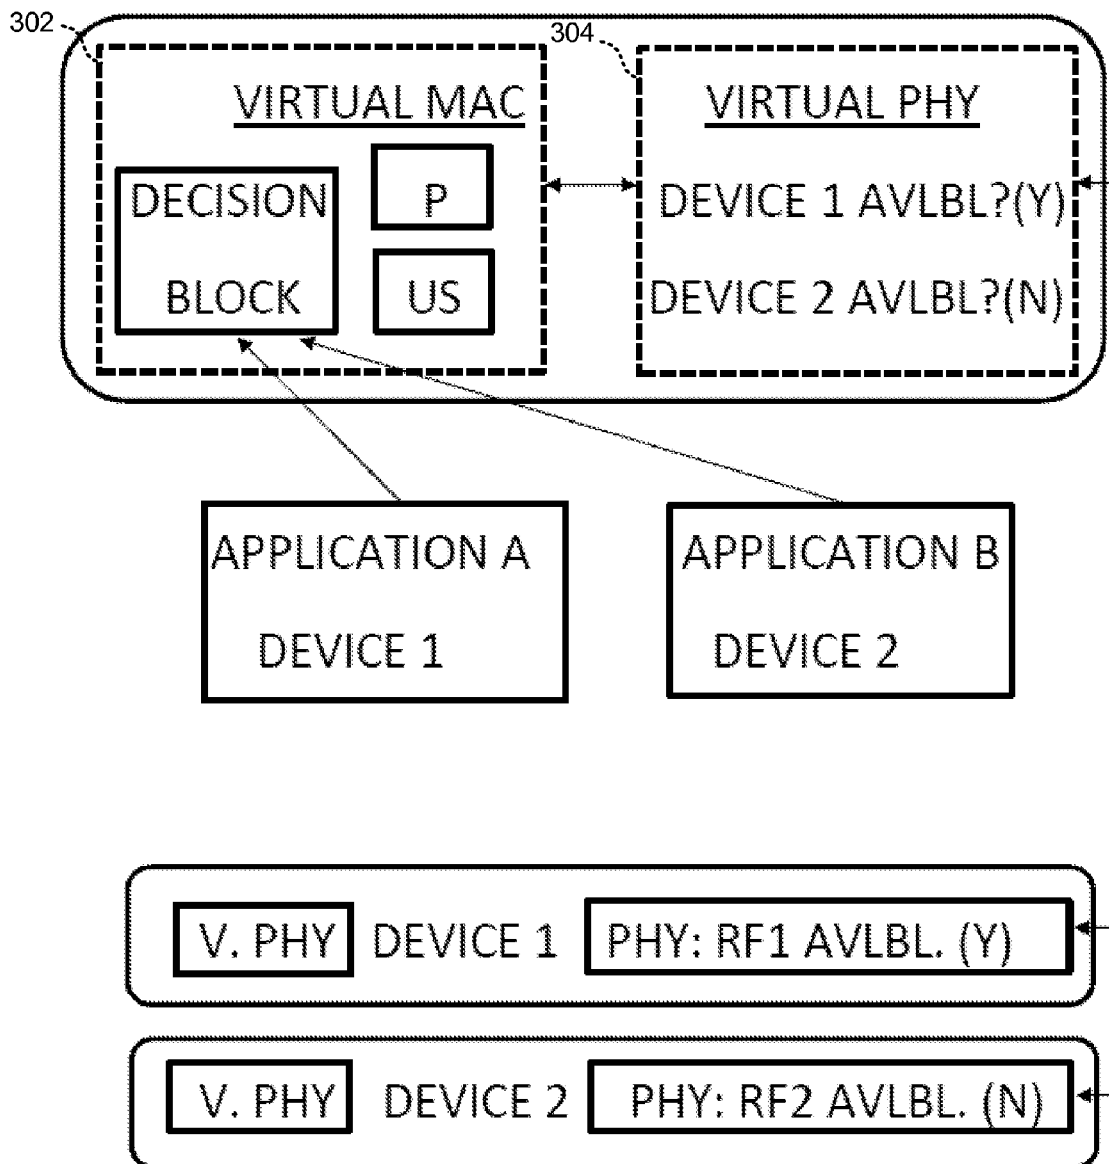 302
304
VIRTUAL MAC
VIRTUAL PHY
DECISION
BLOCK
P
US
DEVICE 1 AVLBL?(Y)
DEVICE 2 AVLBL?(N)
APPLICATION A
DEVICE 1
APPLICATION B
DEVICE 2
V. PHY DEVICE 1 PHY: RF1 AVLBL. (Y)
V. PHY DEVICE 2 PHY: RF2 AVLBL. (N)